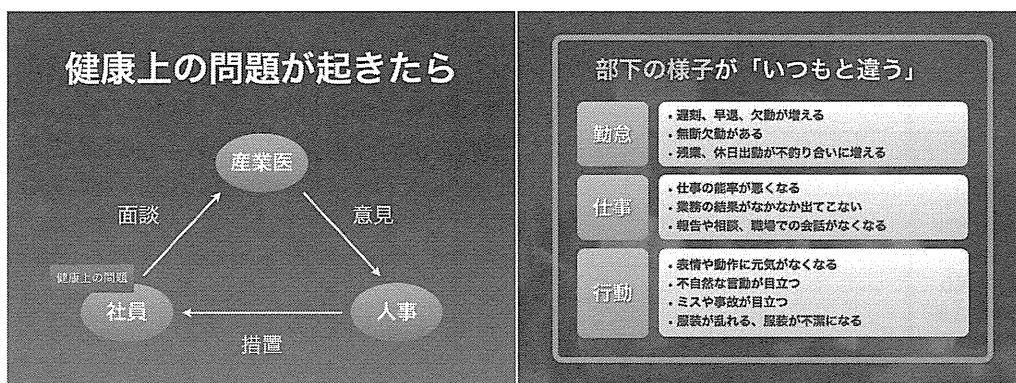 健康上の問題が起きたら
産業医
面談
意見
健康上の問題
社員
人事
措置
部下の様子が「いつもと違う」
勤怠
・遅刻、早退、欠勤が増える
・無断欠勤がある
・残業、休日出勤が不釣り合いに増える
仕事
・仕事の能率が悪くなる
・業務の結果がなかなか出てこない
・報告や相談、職場での会話がなくなる
行動
・表情や動作に元気がなくなる
・不自然な言動が目立つ
・ミスや事故が目立つ
・服装が乱れる、服装が不潔になる